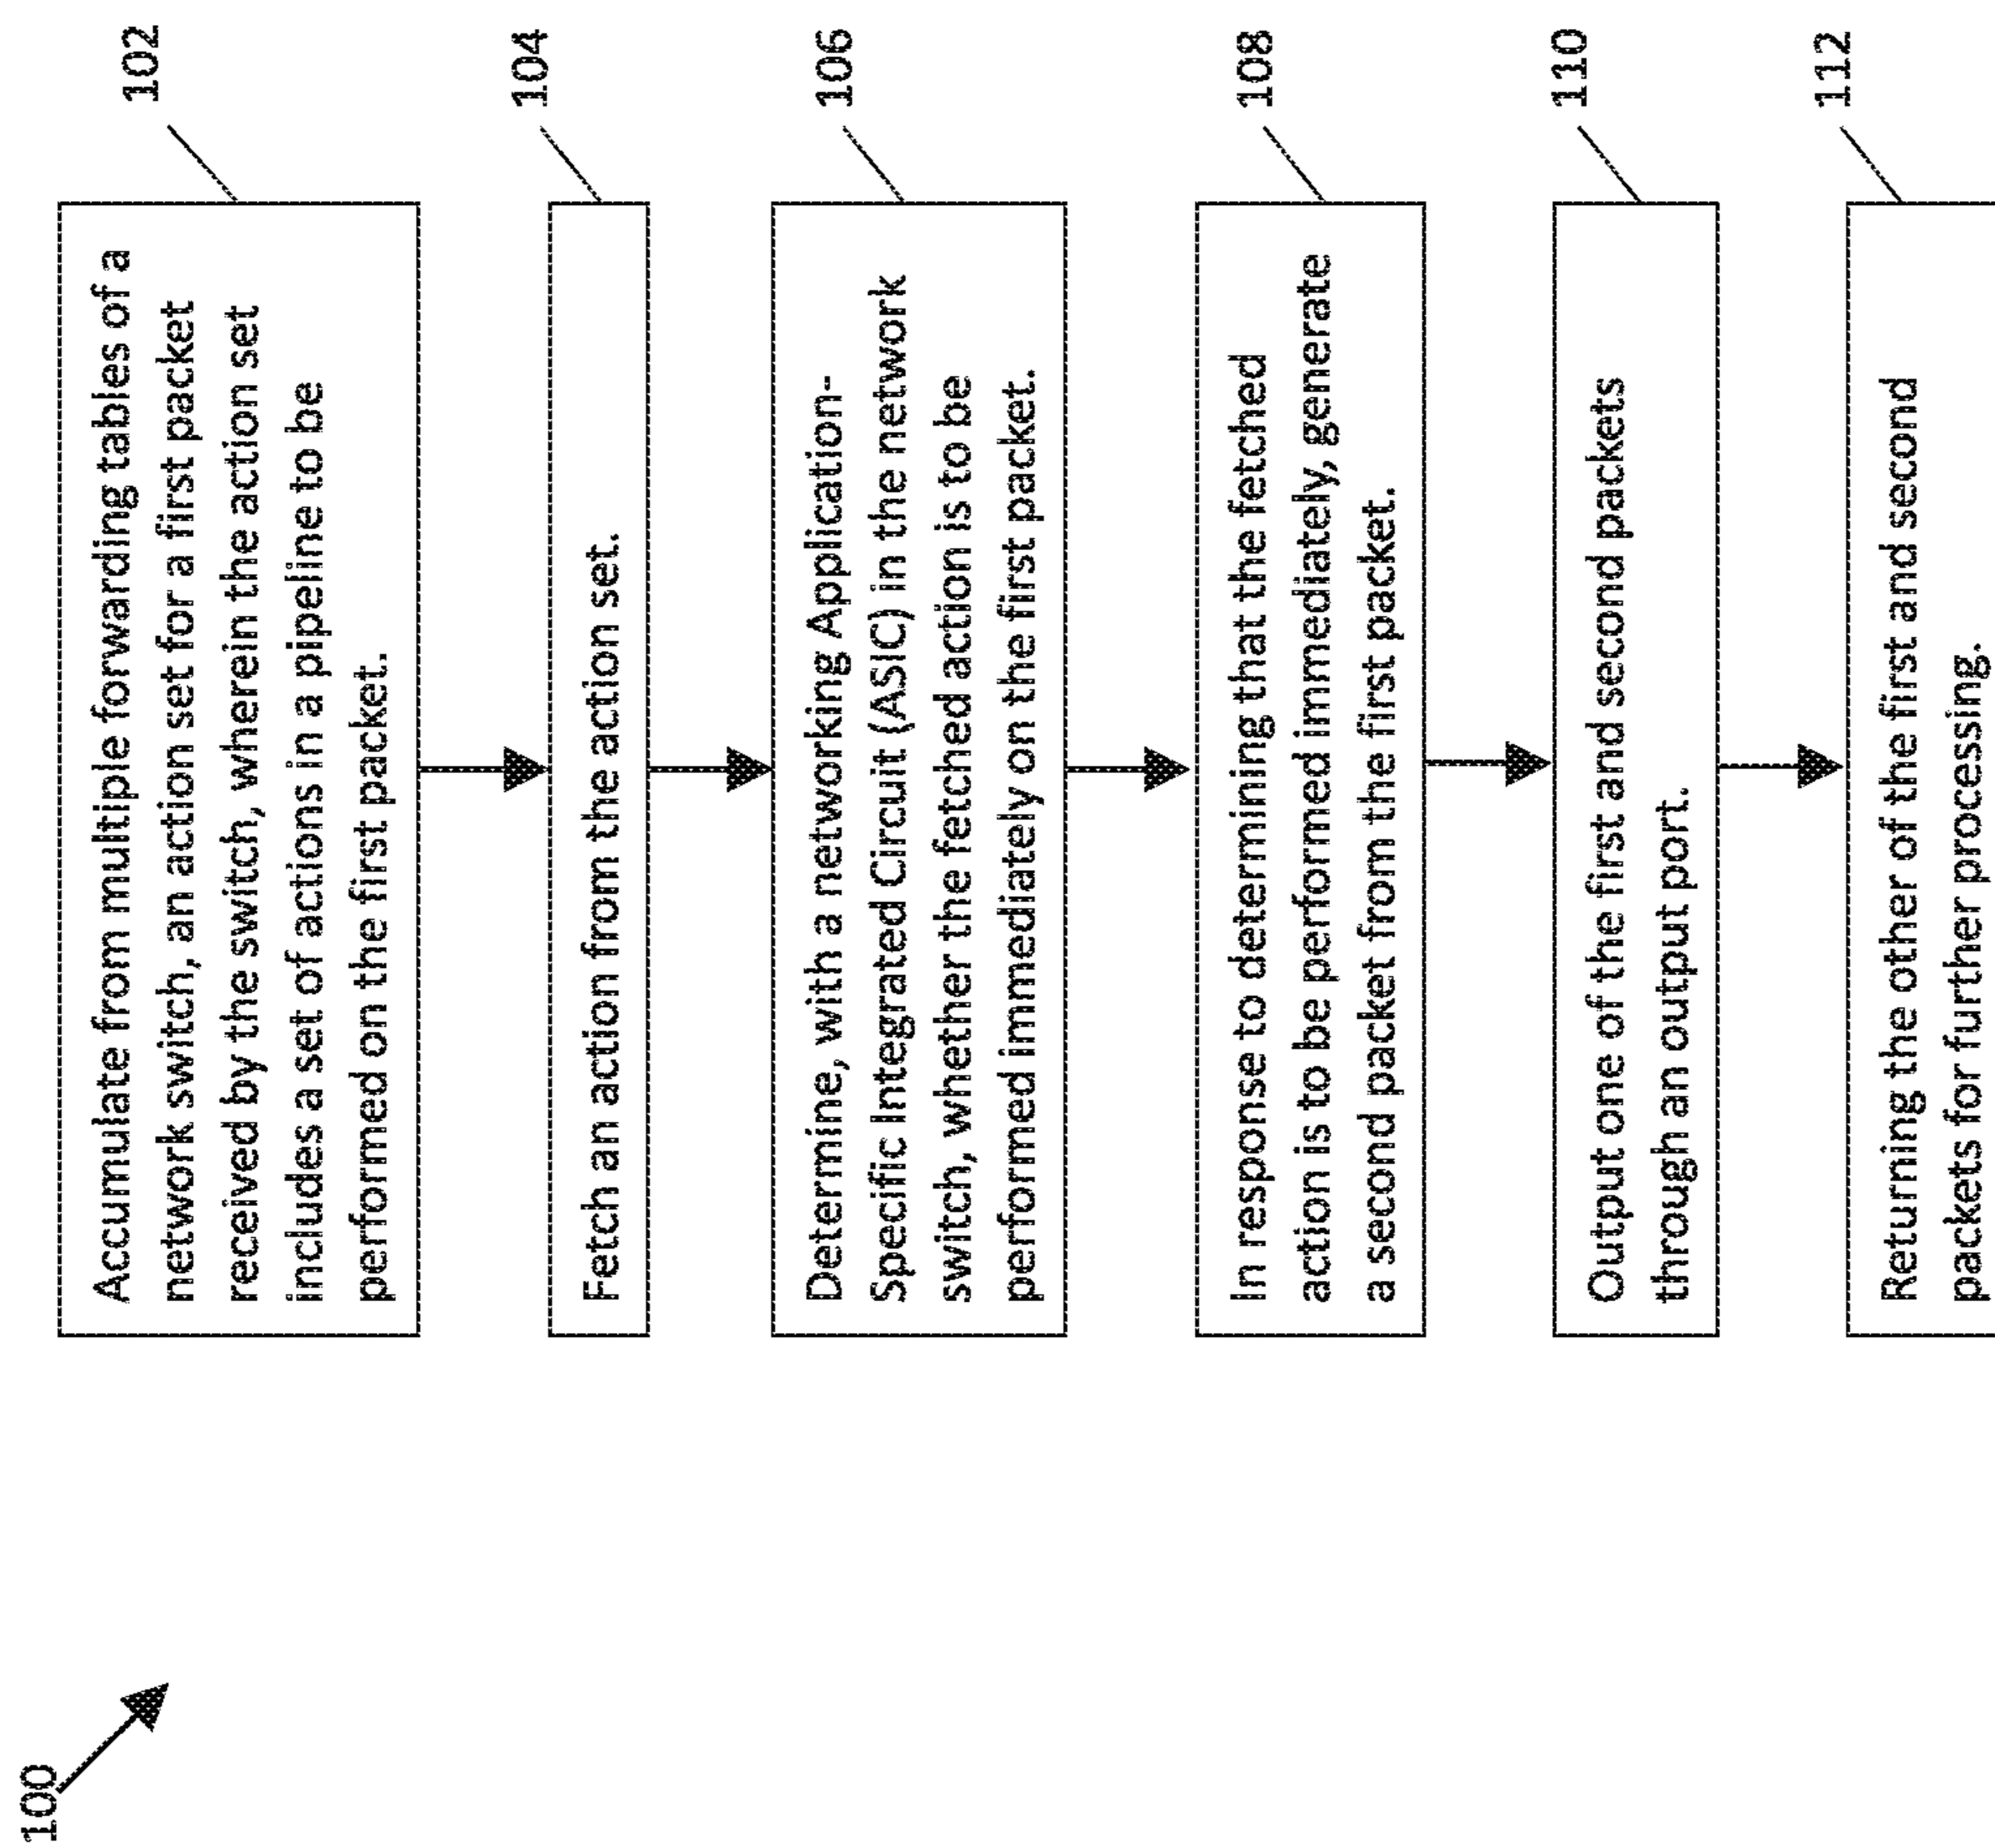 100
102
Accumulate from multiple forwarding tables of a
network switch, an action set for a first packet
received by the switch, wherein the action set
includes a set of actions in a pipeline to be
performed on the first packet.
104
Fetch an action from the action set.
106
Determine, with a networking Application-
Specific Integrated Circuit (ASIC) in the network
switch, whether the fetched action is to be
performed immediately on the first packet.
108
In response to determining that the fetched
action is to be performed immediately, generate
a second packet from the first packet.
110
Output one of the first and second packets
through an output port.
112
Returning the other of the first and second
packets for further processing.